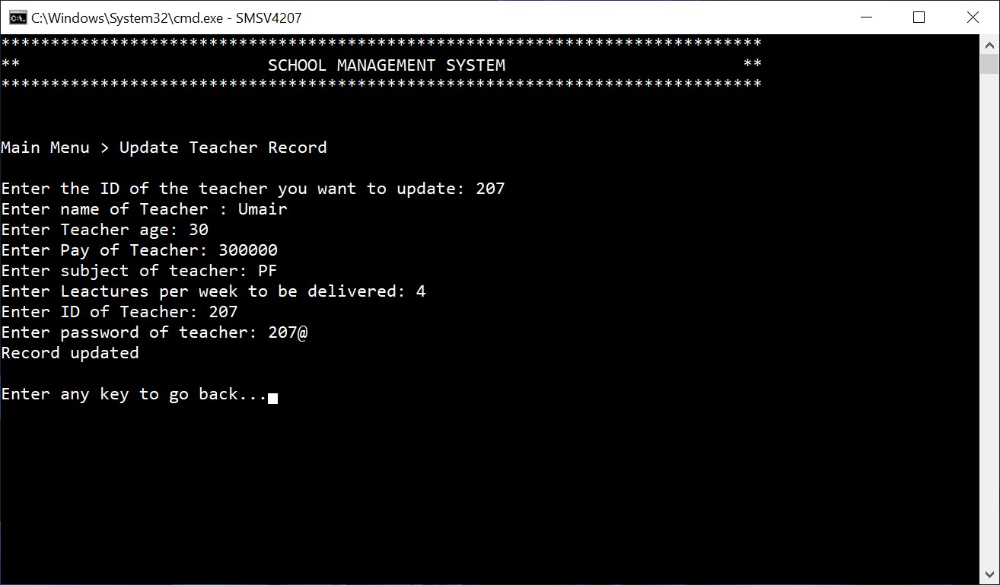 C:\Windows\System32\cmd.exe - SMSV4207
*****************************************************************************
** SCHOOL MANAGEMENT SYSTEM **
*****************************************************************************
Main Menu > Update Teacher Record
Enter the ID of the teacher you want to update: 207
Enter name of Teacher : Umair
Enter Teacher age: 30
Enter Pay of Teacher: 300000
Enter subject of teacher: PF
Enter Leactures per week to be delivered: 4
Enter ID of Teacher: 207
Enter password of teacher: 207@
Record updated
Enter any key to go back...